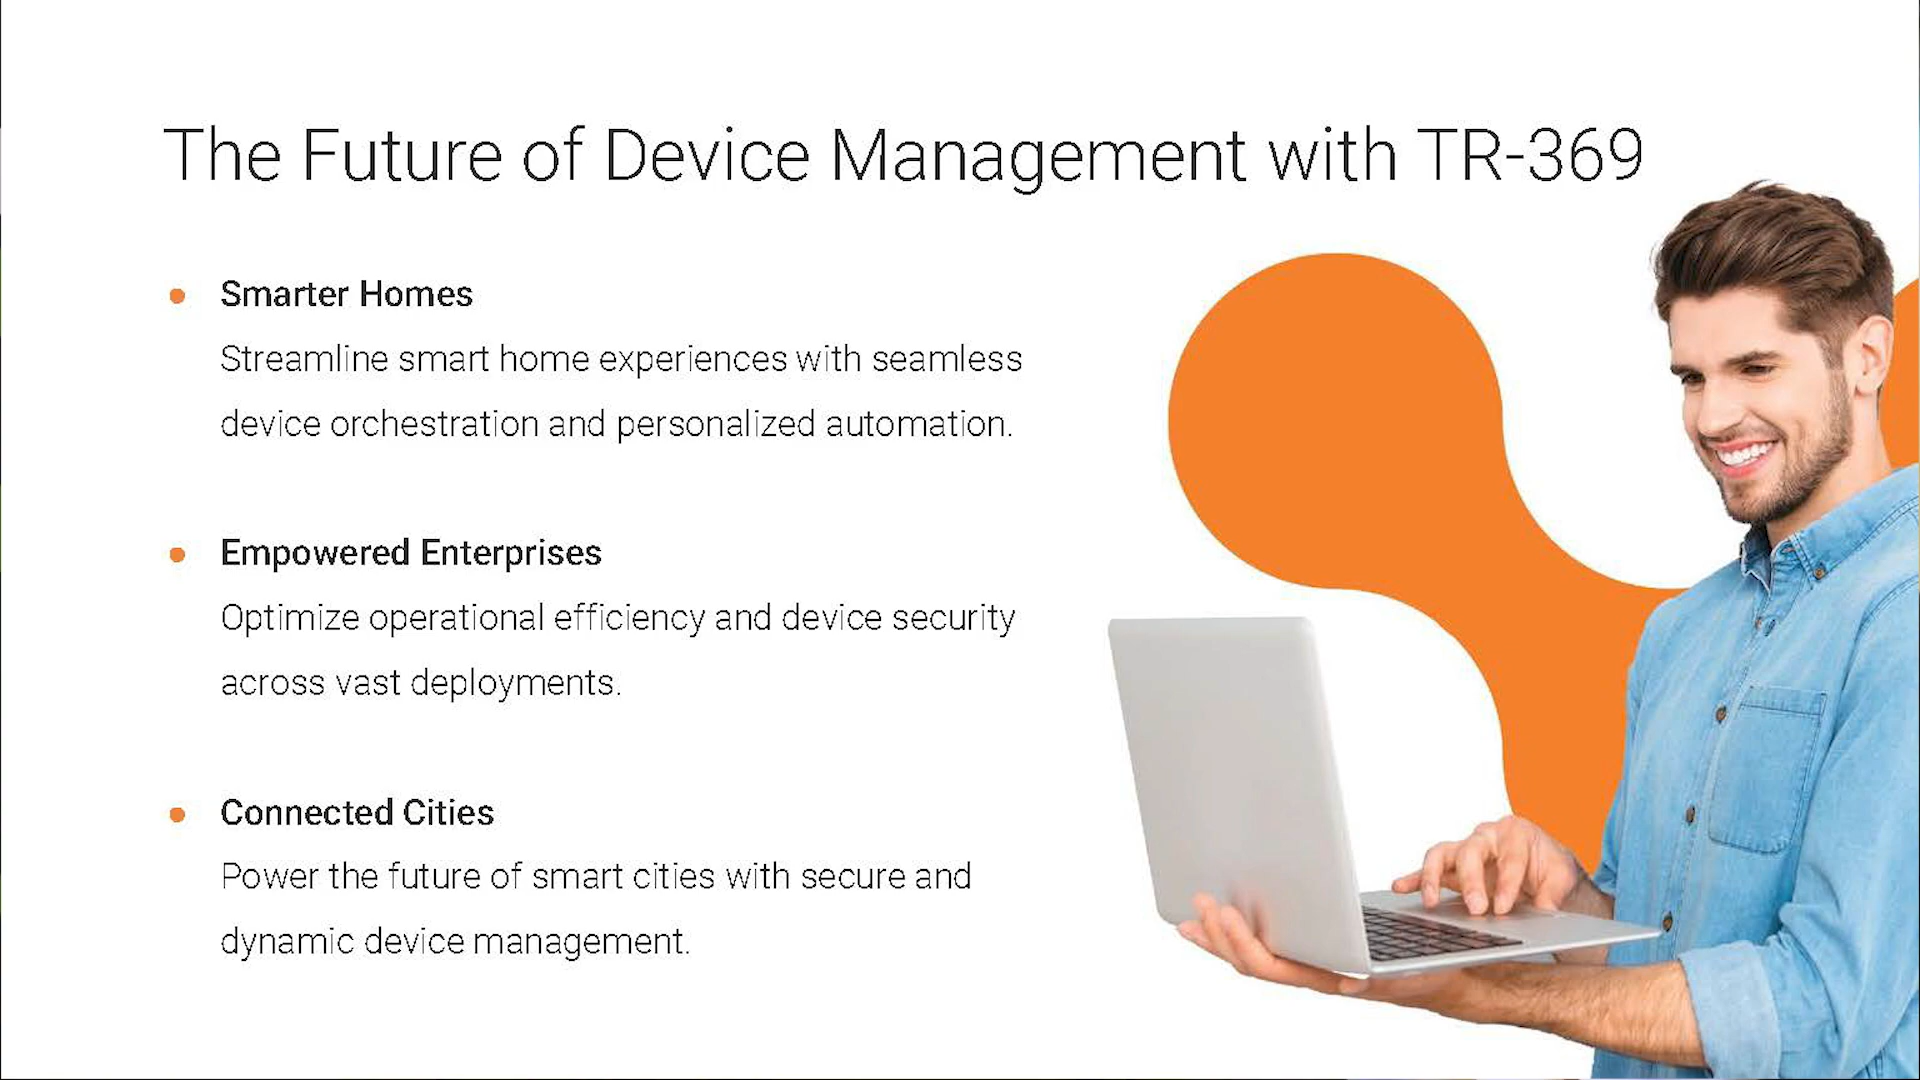 The Future of Device Management with TR-369
Smarter Homes
Streamline smart home experiences with seamless
device orchestration and personalized automation.
Empowered Enterprises
Optimize operational efficiency and device security
across vast deployments.
Connected Cities
Power the future of smart cities with secure and
dynamic device management.